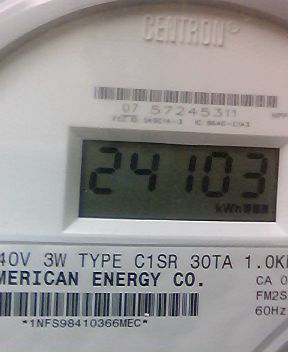 CENTRON®
07 57245311
24103
kWh
40V 3W TYPE C1SR 30TA 1.0K
MERICAN ENERGY CO.
CA 0
FM2S
60Hz
*1NFS98410366MEC*